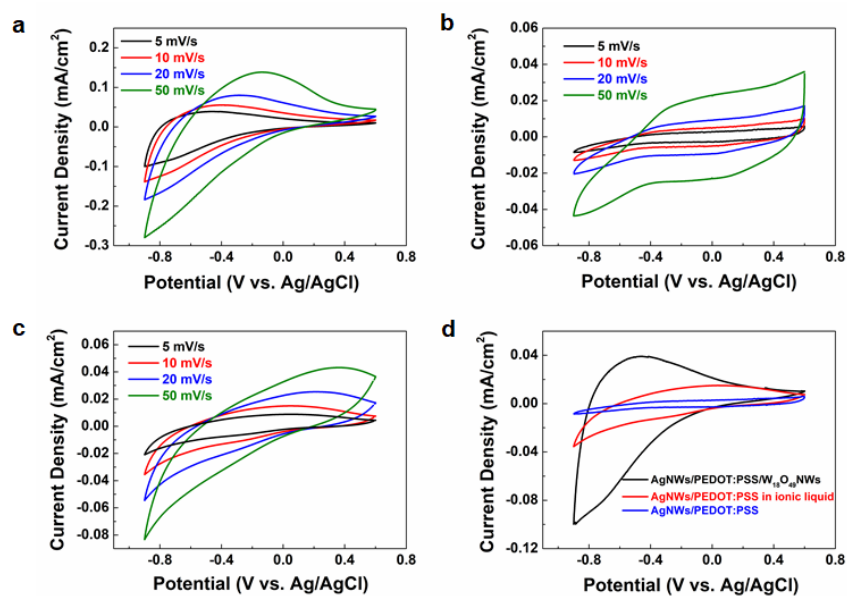 a
5 mV/s
10 mV/s
20 mV/s
50 mV/s
0.2
0.1
0.0
-0.1
-0.2
-0.3
Current Density (mA/cm²)
-0.8 -0.4 0.0 0.4 0.8
Potential (V vs. Ag/AgCl)
b
5 mV/s
10 mV/s
20 mV/s
50 mV/s
0.06
0.04
0.02
0.00
-0.02
-0.04
-0.06
Current Density (mA/cm²)
-0.8 -0.4 0.0 0.4 0.8
Potential (V vs. Ag/AgCl)
c
5 mV/s
10 mV/s
20 mV/s
50 mV/s
0.06
0.04
0.02
0.00
-0.02
-0.04
-0.06
-0.08
Current Density (mA/cm²)
-0.8 -0.4 0.0 0.4 0.8
Potential (V vs. Ag/AgCl)
d
0.04
0.00
-0.04
-0.08
-0.12
Current Density (mA/cm²)
AgNWs/PEDOT:PSS/W₁₈O₄₉NWs
AgNWs/PEDOT:PSS in ionic liquid
AgNWs/PEDOT:PSS
-0.8 -0.4 0.0 0.4 0.8
Potential (V vs. Ag/AgCl)